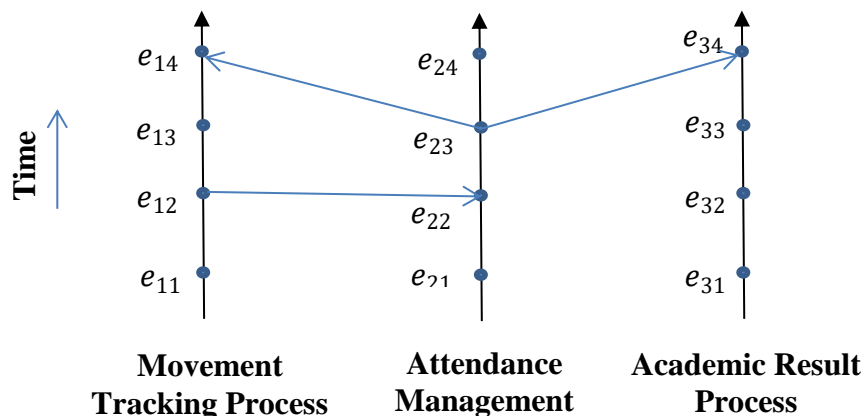 e₁₄ e₂₄ e₃₄
e₁₃ e₂₃ e₃₃
e₁₂ e₂₂ e₃₂
e₁₁ e₂₁ e₃₁
Time
Movement Tracking Process
Attendance Management
Academic Result Process